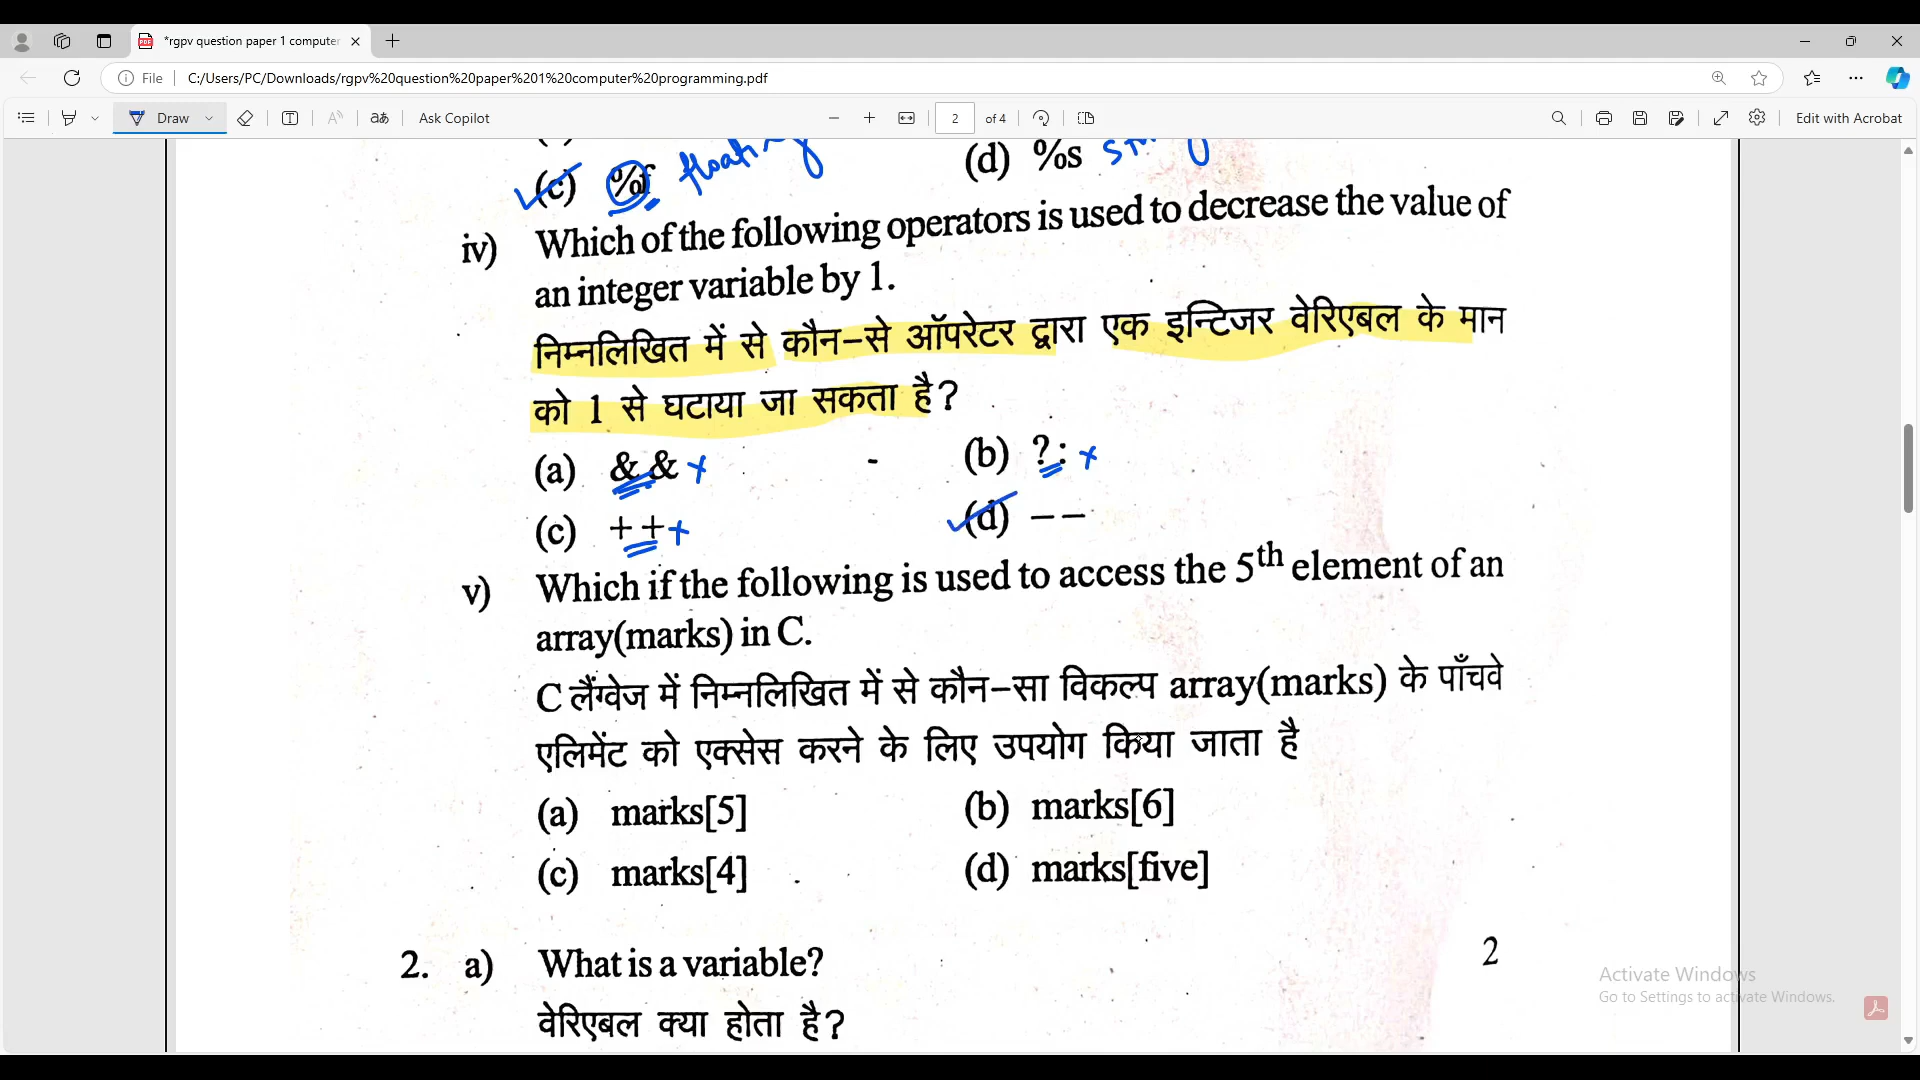 *rgpv question paper 1 computer
File
C:/Users/PC/Downloads/rgpv%20question%20paper%201%20computer%20programming.pdf
Draw
aあ
Ask Copilot
2
of 4
Edit with Acrobat
(c) %f floating
(d) %s
iv) Which of the following operators is used to decrease the value of
an integer variable by 1.
निम्नलिखित में से कौन-से ऑपरेटर द्वारा एक इन्टिजर वेरिएबल के मान
को 1 से घटाया जा सकता है?
(a) && (b) ?:
(c) ++ (d) --
v) Which if the following is used to access the 5th element of an
array(marks) in C.
C लैंग्वेज में निम्नलिखित में से कौन-सा विकल्प array(marks) के पाँचवे
एलिमेंट को एक्सेस करने के लिए उपयोग किया जाता है
(a) marks[5] (b) marks[6]
(c) marks[4] (d) marks[five]
2. a) What is a variable? 2
वेरिएबल क्या होता है?
Activate Windows
Go to Settings to activate Windows.